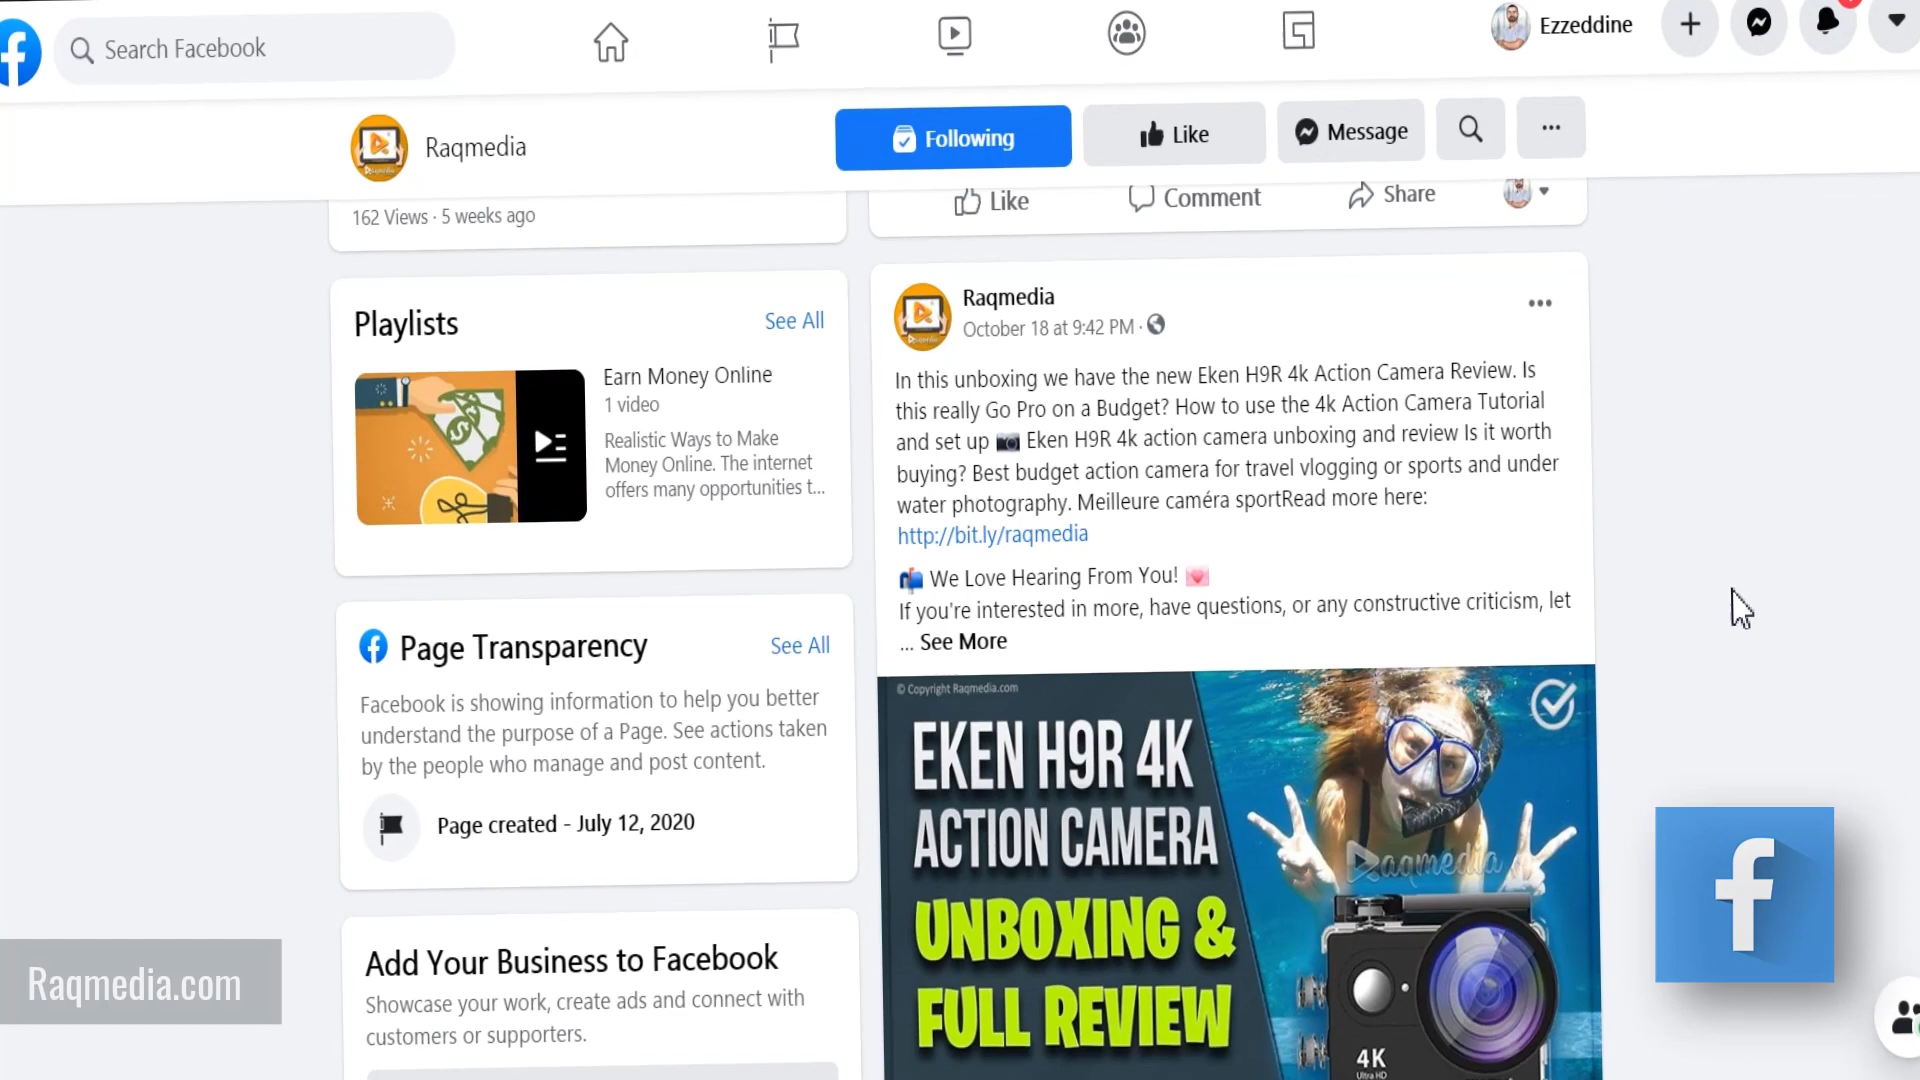 Search Facebook
Ezzeddine
Raqmedia
Following
Like
Message
162 Views · 5 weeks ago
Like
Comment
Share
Playlists
See All
Earn Money Online
1 video
Realistic Ways to Make
Money Online. The internet
offers many opportunities t...
Page Transparency
See All
Facebook is showing information to help you better
understand the purpose of a Page. See actions taken
by the people who manage and post content.
Page created - July 12, 2020
Add Your Business to Facebook
Showcase your work, create ads and connect with
customers or supporters.
Raqmedia
October 18 at 9:42 PM ·
In this unboxing we have the new Eken H9R 4k Action Camera Review. Is
this really Go Pro on a Budget? How to use the 4k Action Camera Tutorial
and set up 📷 Eken H9R 4k action camera unboxing and review Is it worth
buying? Best budget action camera for travel vlogging or sports and under
water photography. Meilleure caméra sportRead more here:
http://bit.ly/raqmedia
📬 We Love Hearing From You! 💌
If you're interested in more, have questions, or any constructive criticism, let
... See More
© Copyright Raqmedia.com
EKEN H9R 4K
ACTION CAMERA
UNBOXING &
FULL REVIEW
Raqmedia
4K
Ultra HD
Raqmedia.com